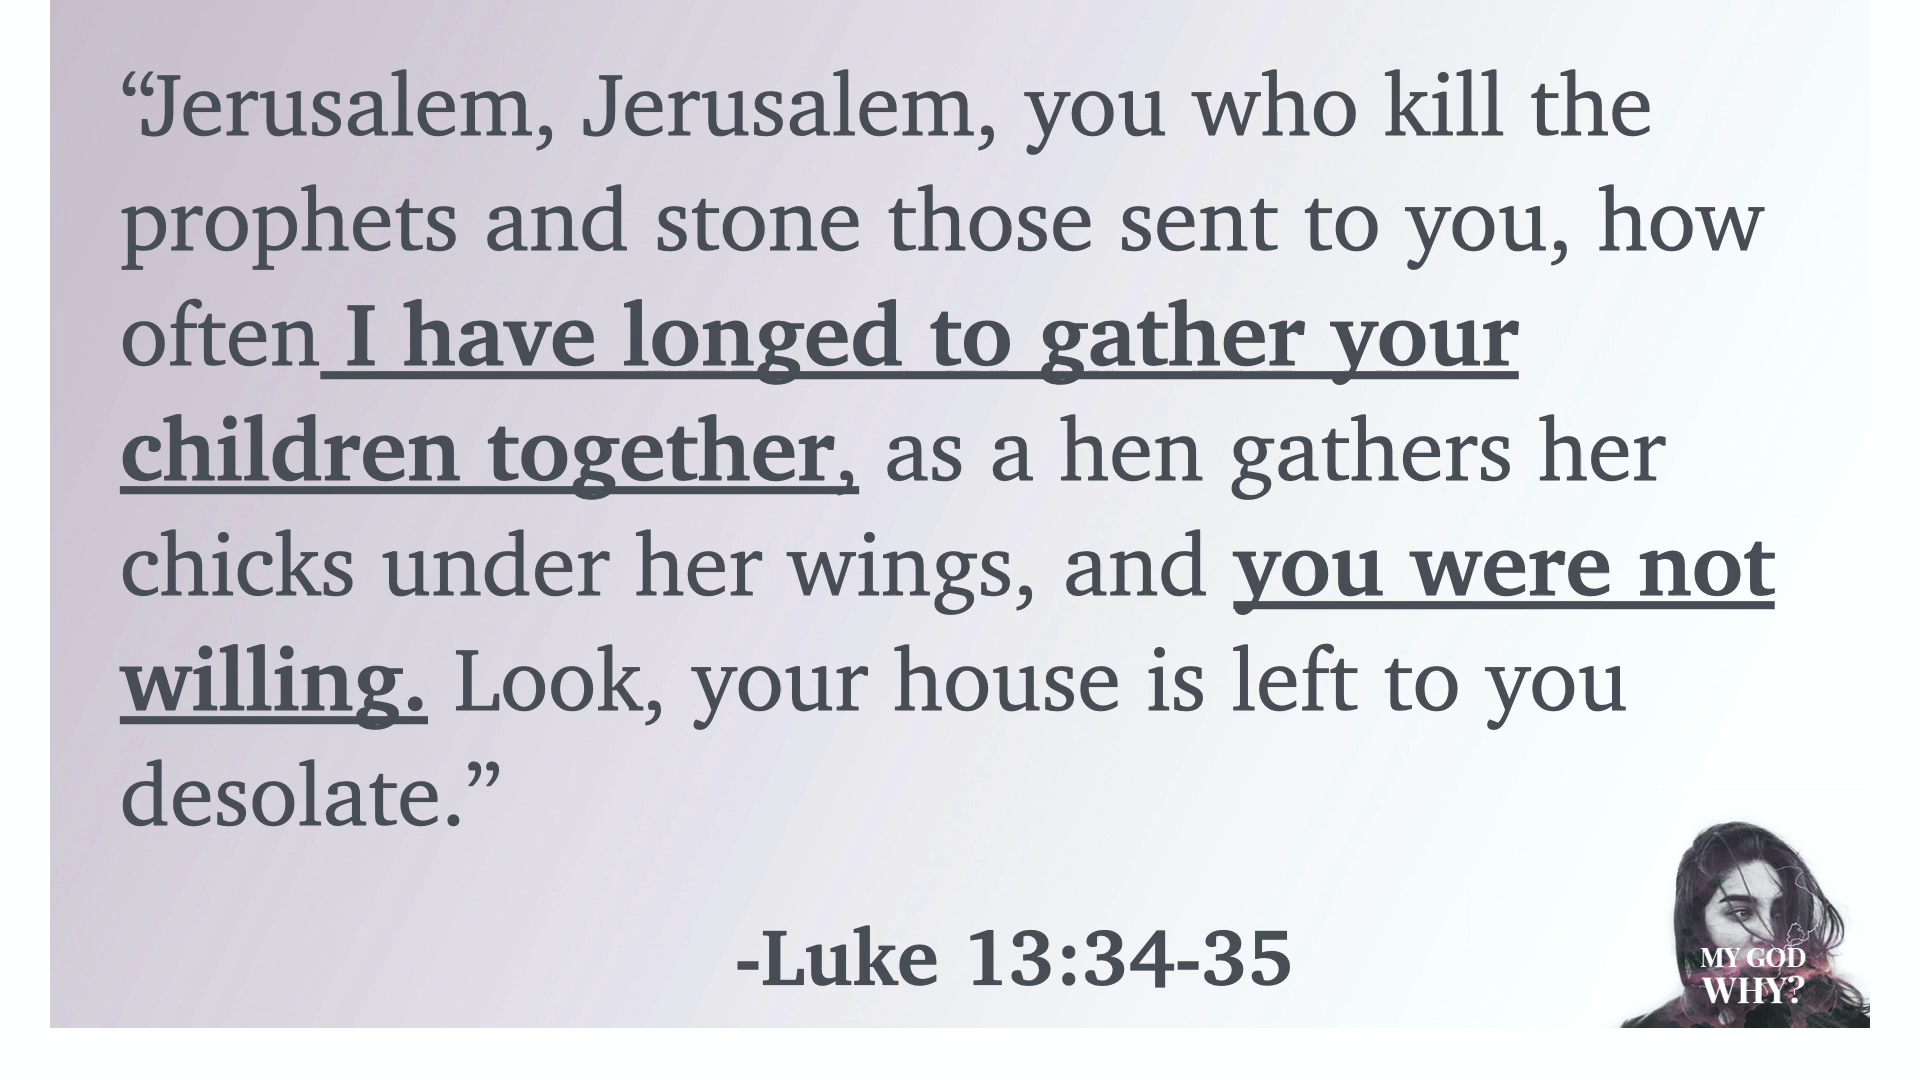 “Jerusalem, Jerusalem, you who kill the
prophets and stone those sent to you, how
often I have longed to gather your
children together, as a hen gathers her
chicks under her wings, and you were not
willing. Look, your house is left to you
desolate.”
-Luke 13:34-35
MY GOD
WHY?